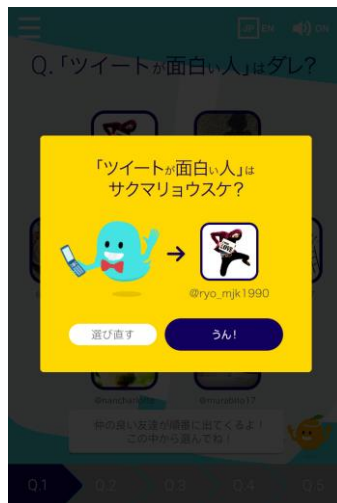 JP EN
ON
Q.「ツイートが面白い人」はダレ?
「ツイートが面白い人」は
サクマリョウスケ?
@ryo_mjk1990
選び直す
うん!
@murabito17
仲の良い友達が順番に出てくるよ!
この中から選んでね!
Q.1
Q.2
Q.3
Q.4
Q.5